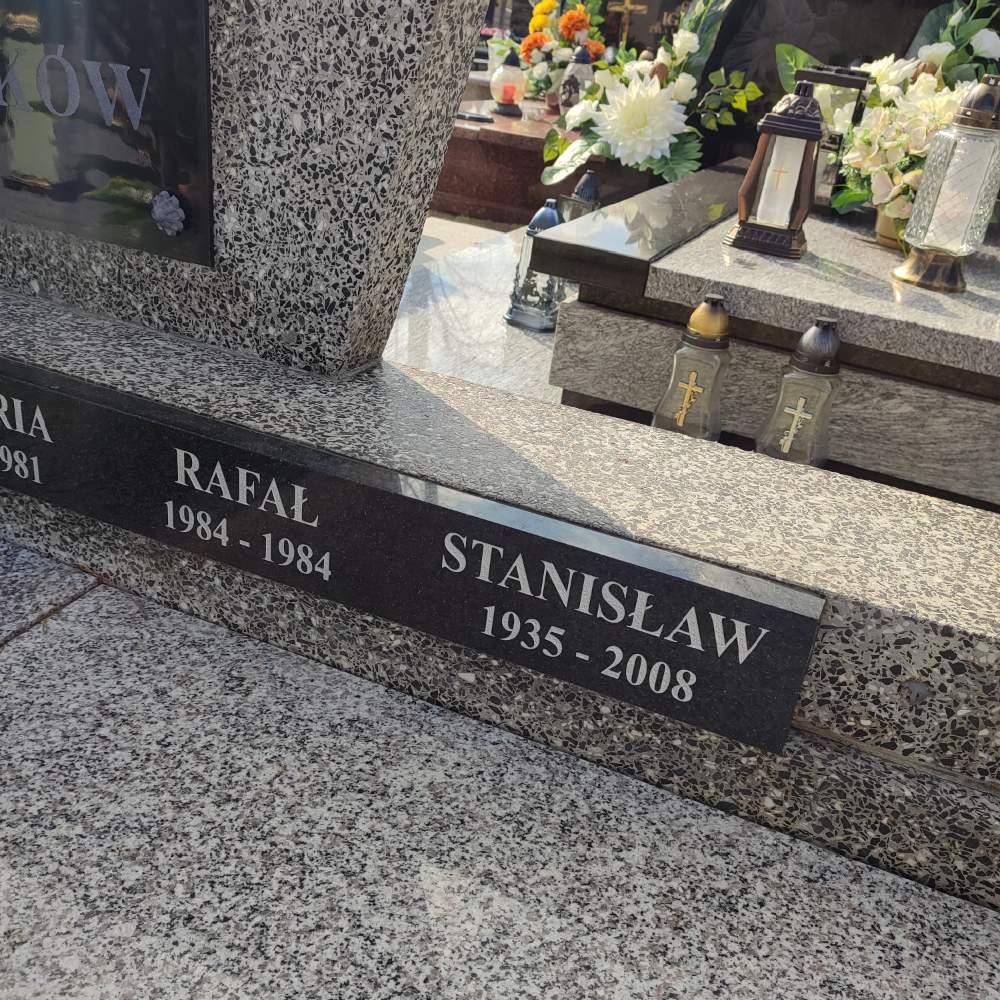 KÓW
RIA
981
RAFAŁ
1984 - 1984
STANISŁAW
1935 - 2008